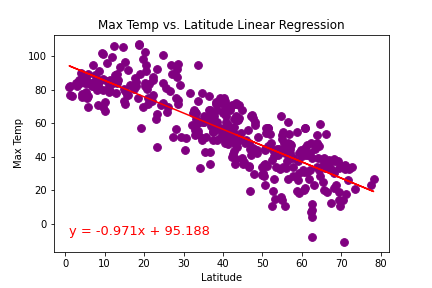 Max Temp vs. Latitude Linear Regression
100
80
60
40
20
0
Max Temp
y = -0.971x + 95.188
0 10 20 30 40 50 60 70 80
Latitude